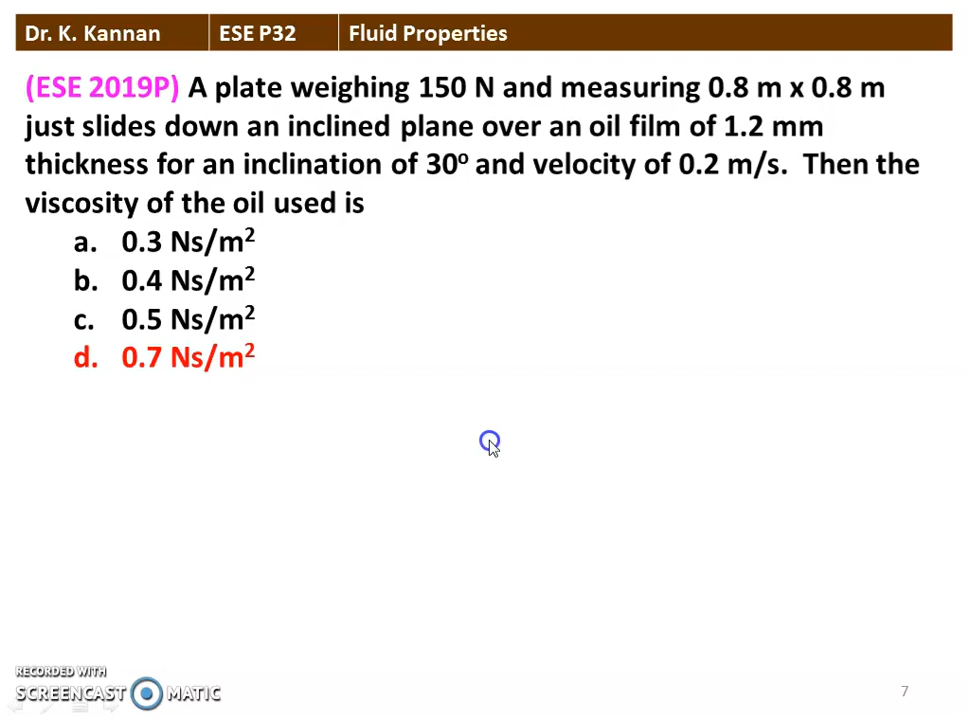 Dr. K. Kannan ESE P32 Fluid Properties
(ESE 2019P) A plate weighing 150 N and measuring 0.8 m x 0.8 m
just slides down an inclined plane over an oil film of 1.2 mm
thickness for an inclination of 30º and velocity of 0.2 m/s. Then the
viscosity of the oil used is
a. 0.3 Ns/m²
b. 0.4 Ns/m²
c. 0.5 Ns/m²
d. 0.7 Ns/m²
RECORDED WITH
SCREENCAST MATIC
7